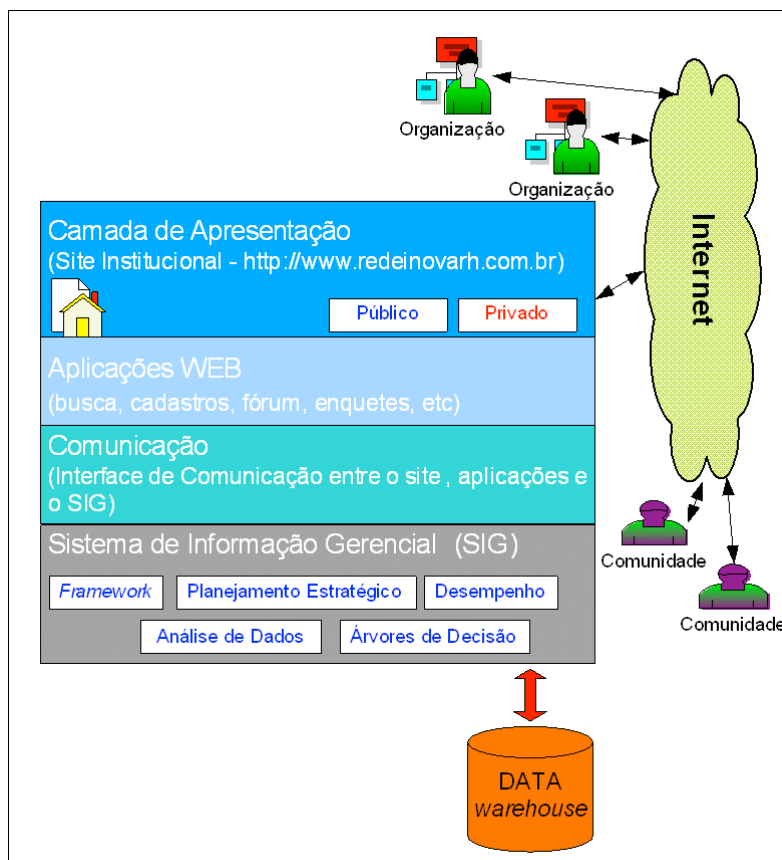 Organização
Organização
Internet
Camada de Apresentação
(Site Institucional - http://www.redeinovarh.com.br)
Público
Privado
Aplicações WEB
(busca, cadastros, fórum, enquetes, etc)
Comunicação
(Interface de Comunicação entre o site , aplicações e
o SIG)
Sistema de Informação Gerencial (SIG)
Framework
Planejamento Estratégico
Desempenho
Análise de Dados
Árvores de Decisão
Comunidade
Comunidade
DATA
warehouse